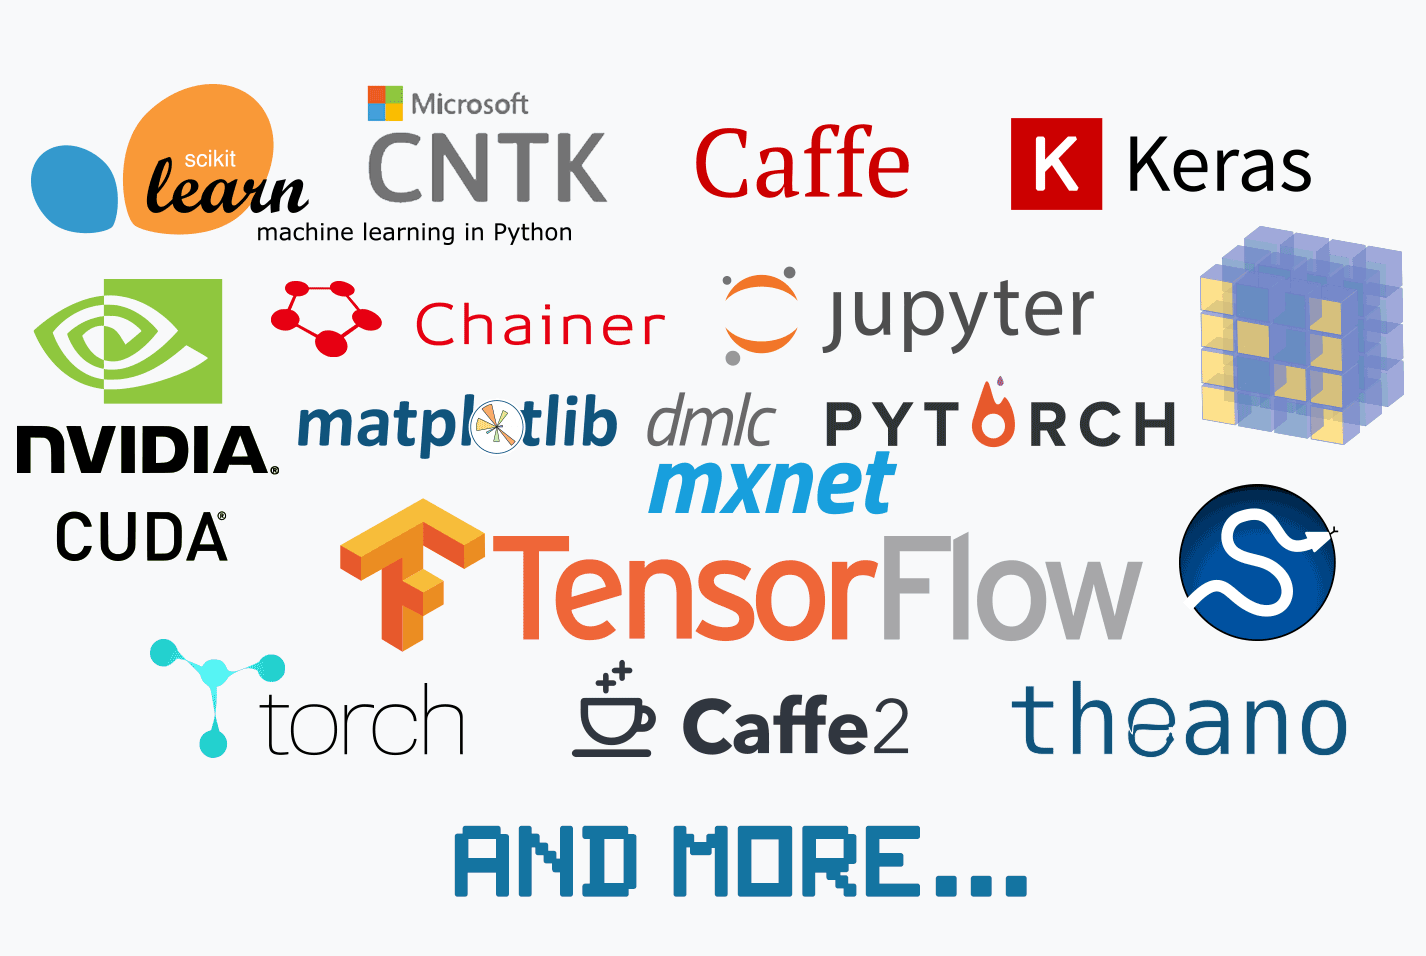 scikit
learn
machine learning in Python
Microsoft
CNTK
Caffe
K Keras
Chainer
jupyter
NVIDIA®
CUDA®
matplotlib
dmlc
mxnet
PYTORCH
TensorFlow
torch
Caffe2
theano
AND MORE...